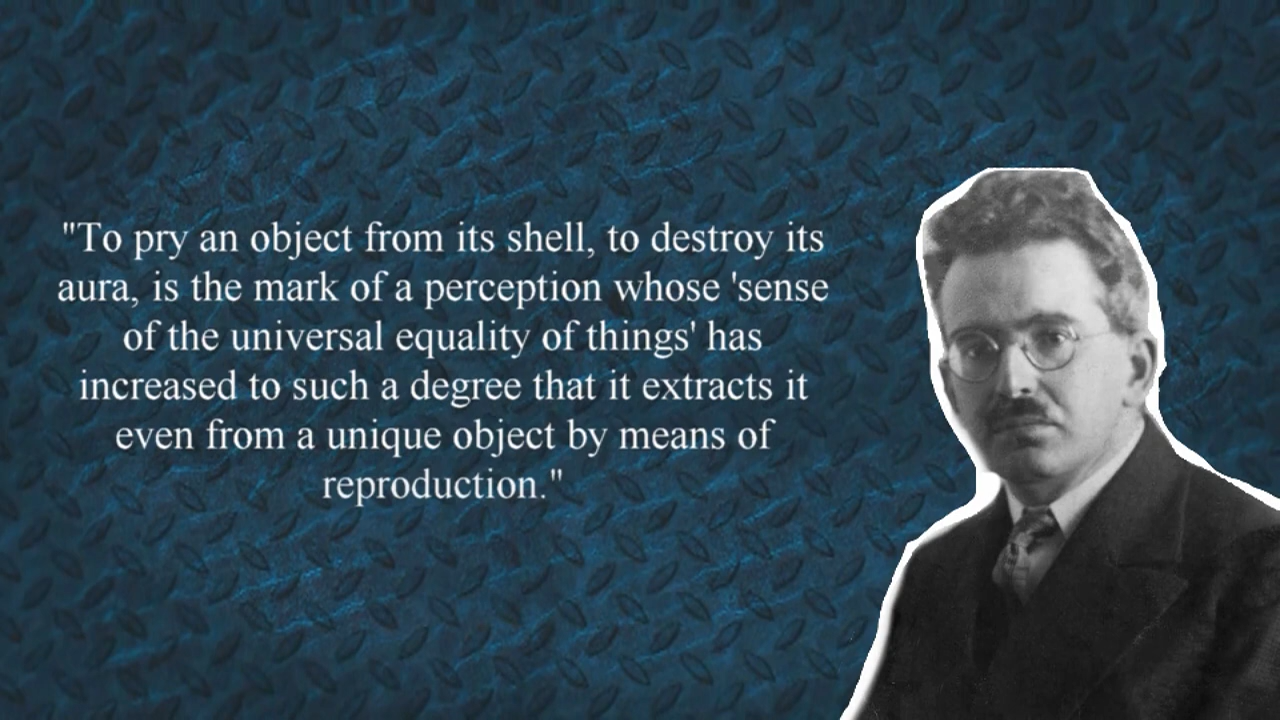 "To pry an object from its shell, to destroy its
aura, is the mark of a perception whose 'sense
of the universal equality of things' has
increased to such a degree that it extracts it
even from a unique object by means of
reproduction."